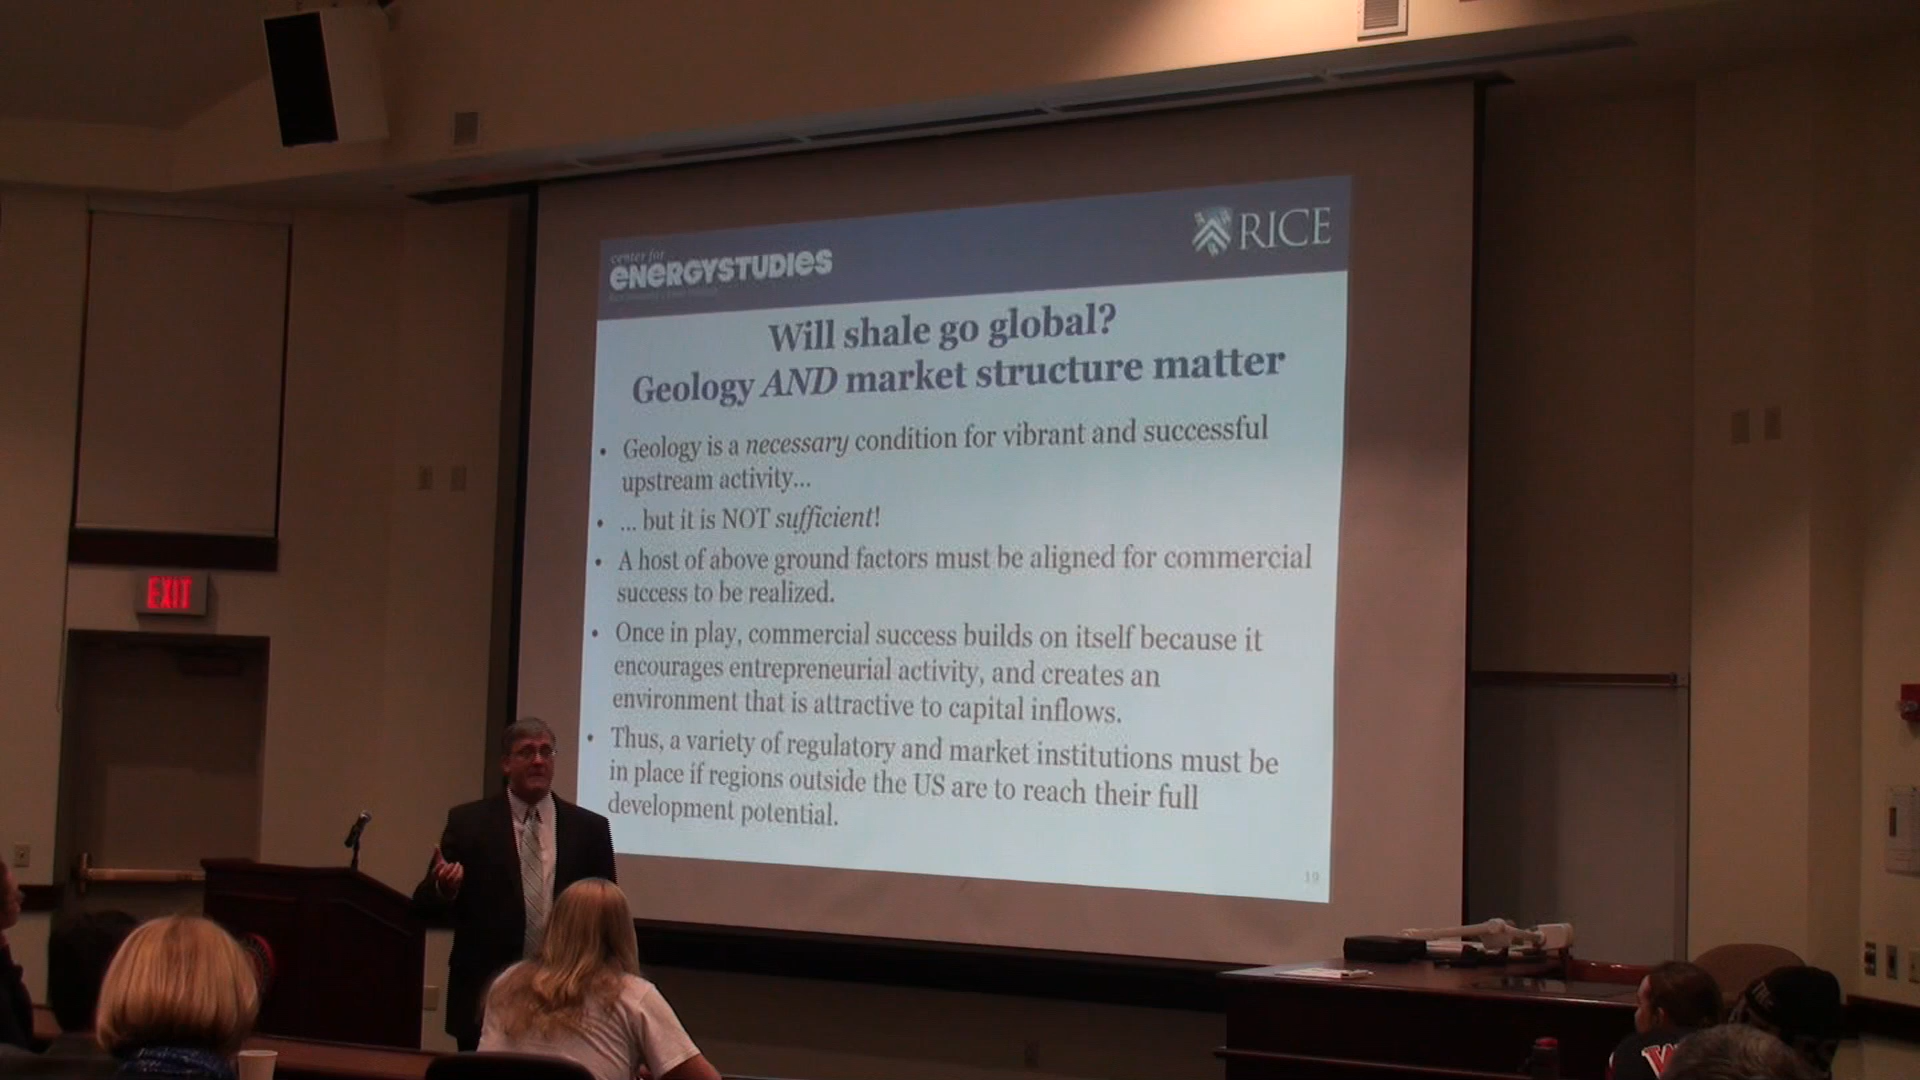 center for
ENERGYSTUDIES
RICE
Will shale go global?
Geology AND market structure matter
• Geology is a necessary condition for vibrant and successful
upstream activity...
• ... but it is NOT sufficient!
• A host of above ground factors must be aligned for commercial
success to be realized.
• Once in play, commercial success builds on itself because it
encourages entrepreneurial activity, and creates an
environment that is attractive to capital inflows.
• Thus, a variety of regulatory and market institutions must be
in place if regions outside the US are to reach their full
development potential.
19
EXIT
W